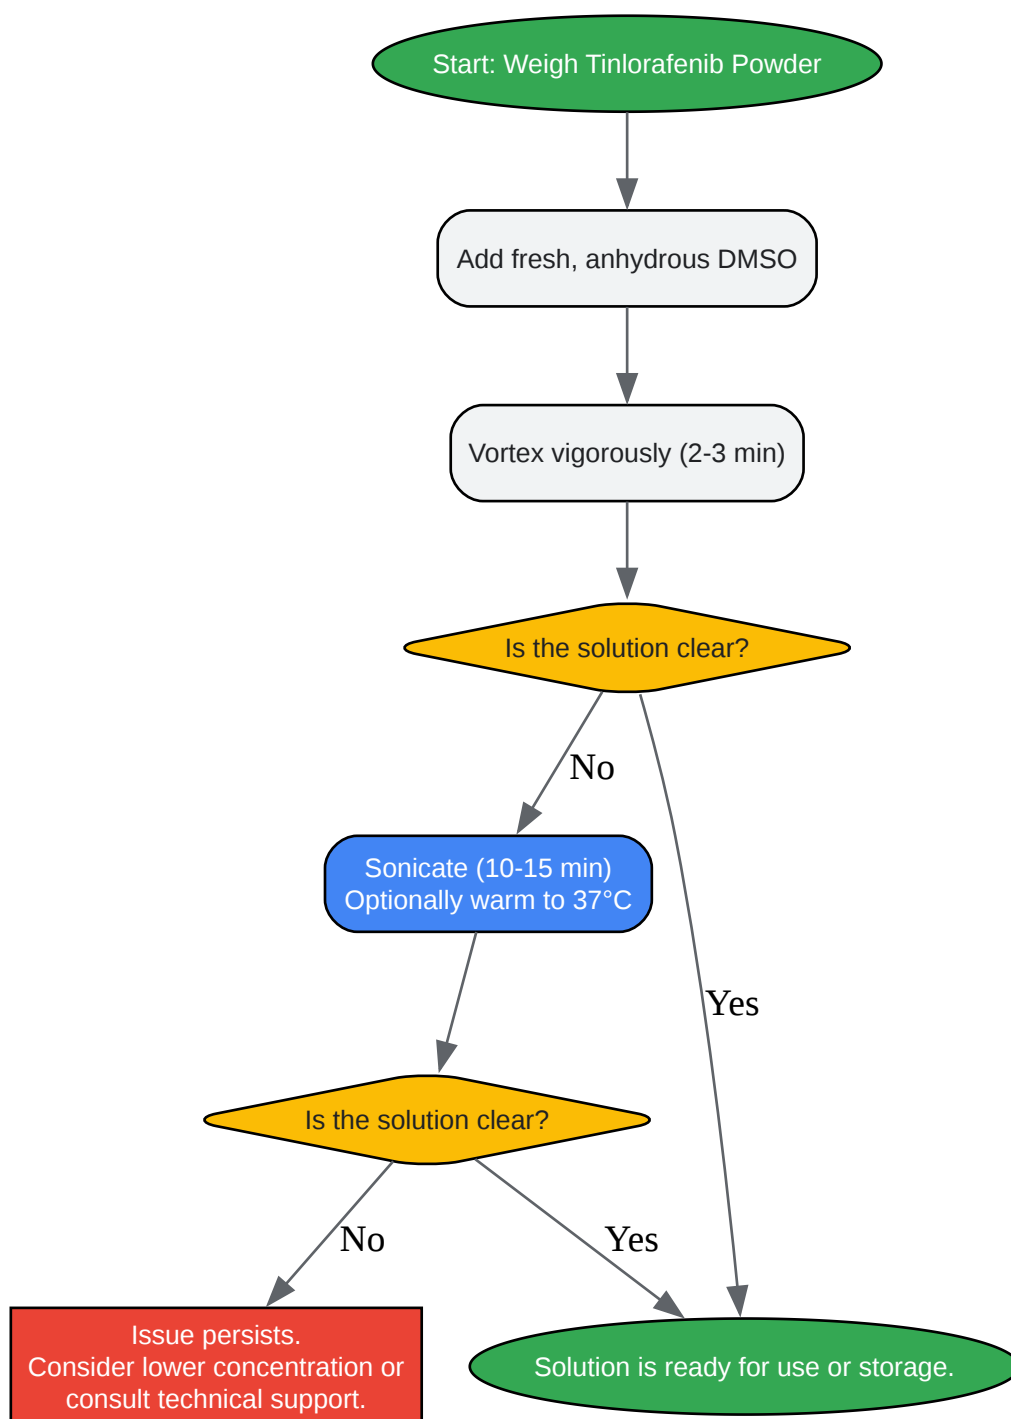 Start: Weigh Tinlorafenib Powder
Add fresh, anhydrous DMSO
Vortex vigorously (2-3 min)
Is the solution clear?
No
Sonicate (10-15 min)
Optionally warm to 37°C
Yes
Is the solution clear?
No
Yes
Issue persists.
Consider lower concentration or
consult technical support.
Solution is ready for use or storage.